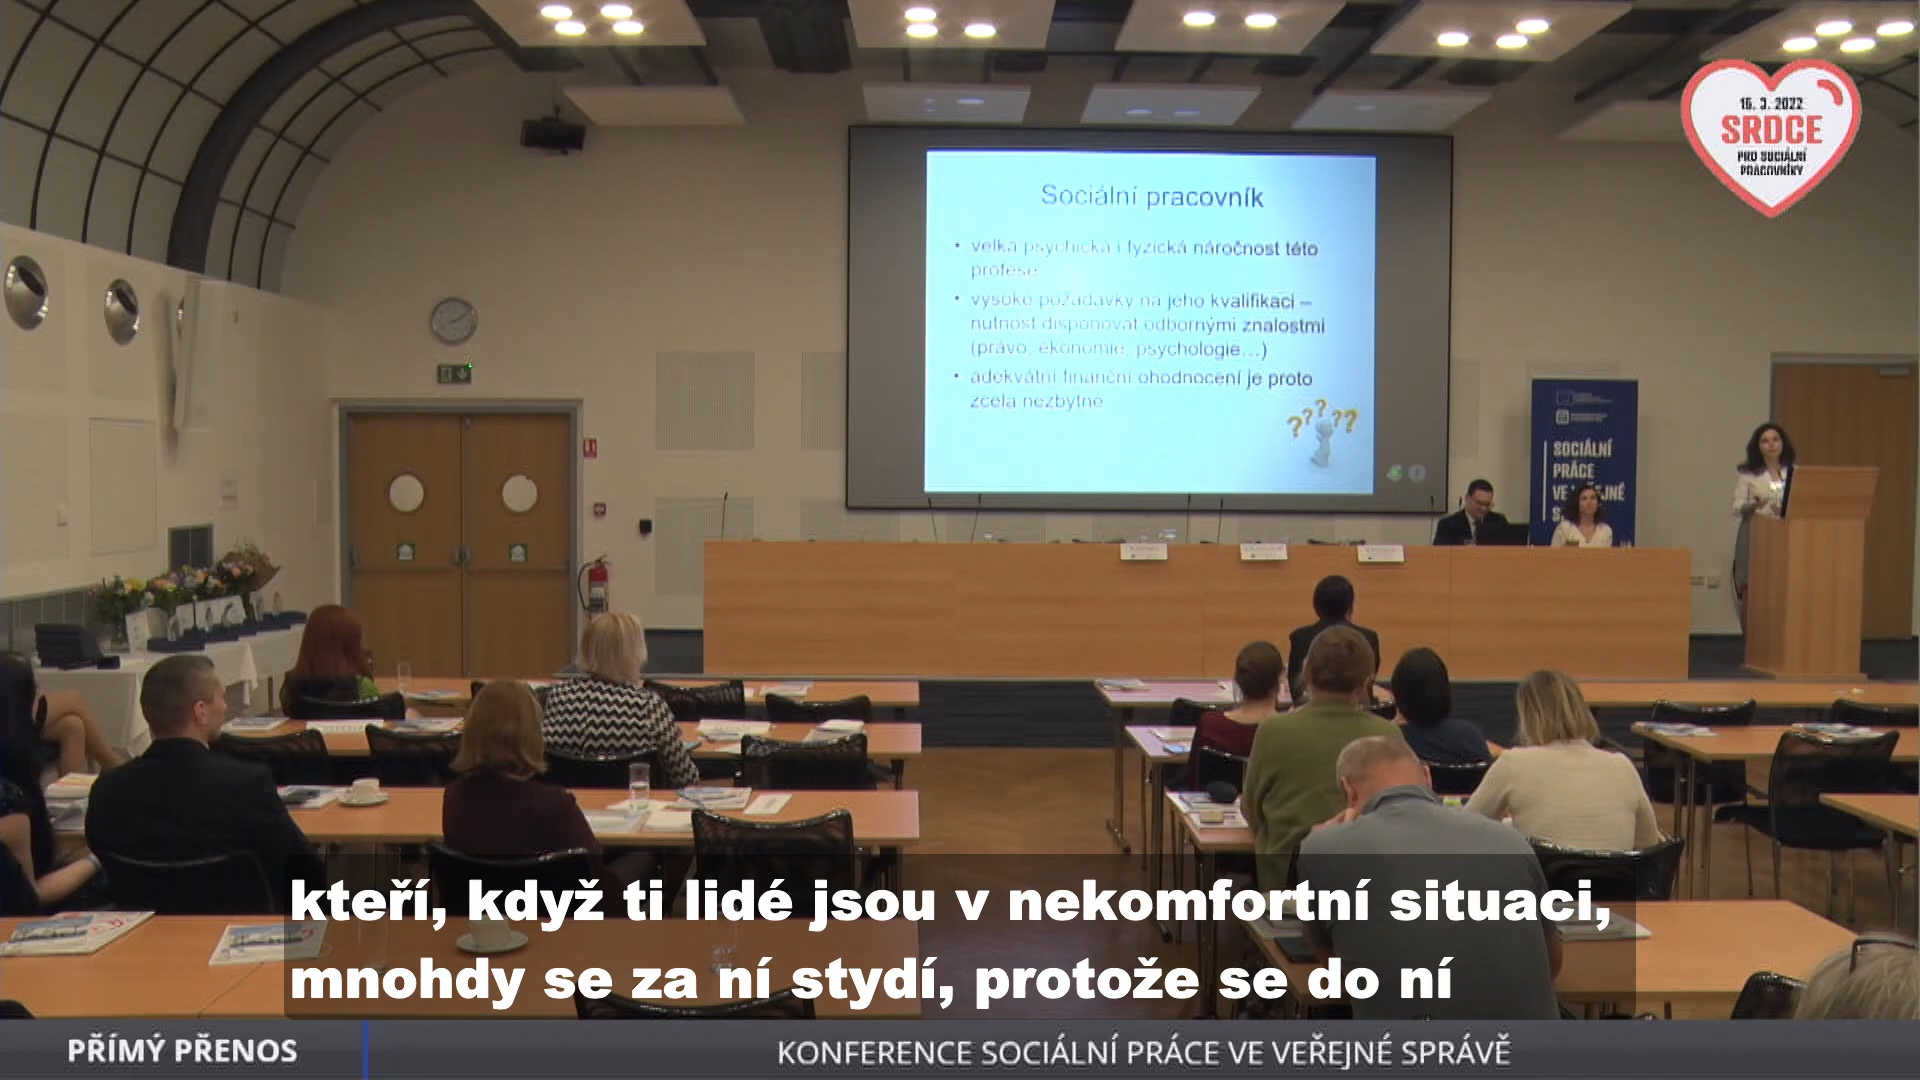 16. 3. 2022
SRDCE
PRO SOCIÁLNÍ
PRACOVNÍKY
Sociální pracovník
• velká psychická i fyzická náročnost této
profese
• vysoké požadavky na jeho kvalifikaci –
nutnost disponovat odbornými znalostmi
(právo, ekonomie, psychologie…)
• adekvátní finanční ohodnocení je proto
zcela nezbytné
????
SOCIÁLNÍ
PRÁCE
kteří, když ti lidé jsou v nekomfortní situaci,
mnohdy se za ní stydí, protože se do ní
PŘÍMÝ PŘENOS
KONFERENCE SOCIÁLNÍ PRÁCE VE VEŘEJNÉ SPRÁVĚ